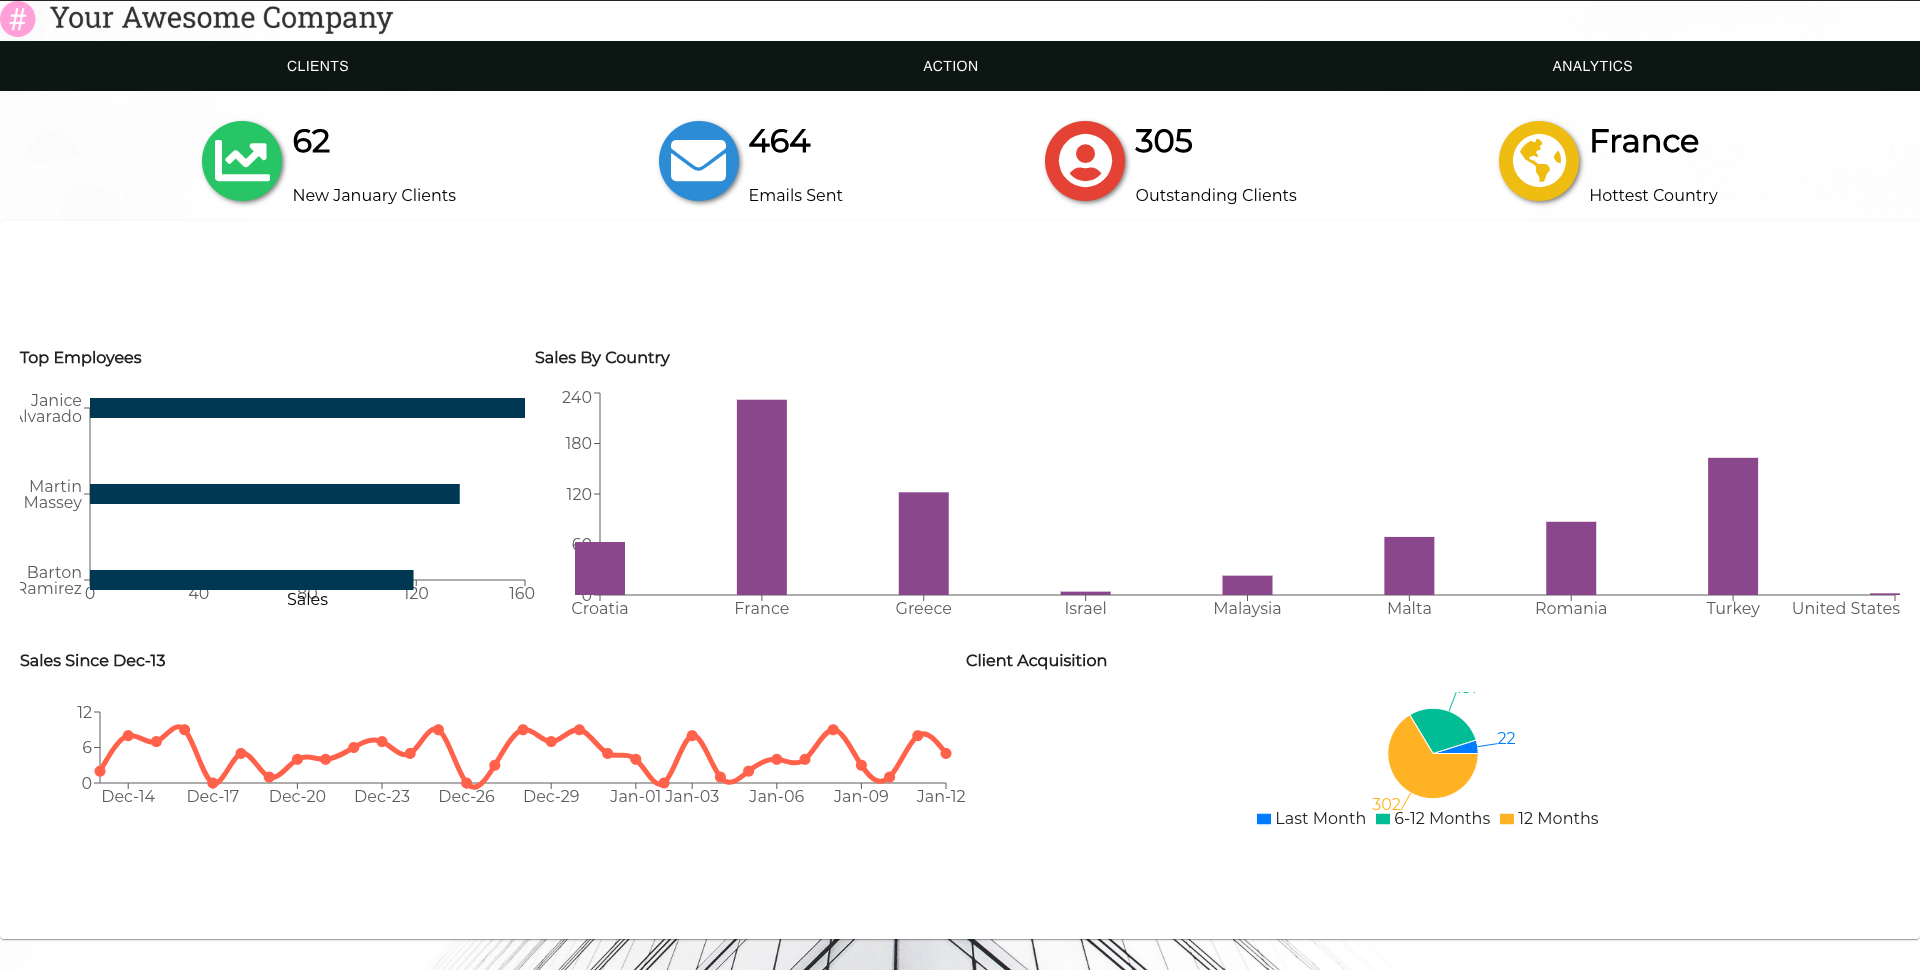 # Your Awesome Company
CLIENTS ACTION ANALYTICS
62
New January Clients
464
Emails Sent
305
Outstanding Clients
France
Hottest Country
Top Employees
Janice
Martin
Massey
Barton
0 40 80 120 160
Sales
Sales By Country
240
180
120
60
0
Croatia France Greece Israel Malaysia Malta Romania Turkey United States
Sales Since Dec-13
12
6
0
Dec-14 Dec-17 Dec-20 Dec-23 Dec-26 Dec-29 Jan-01 Jan-03 Jan-06 Jan-09 Jan-12
Client Acquisition
22
302
Last Month 6-12 Months 12 Months